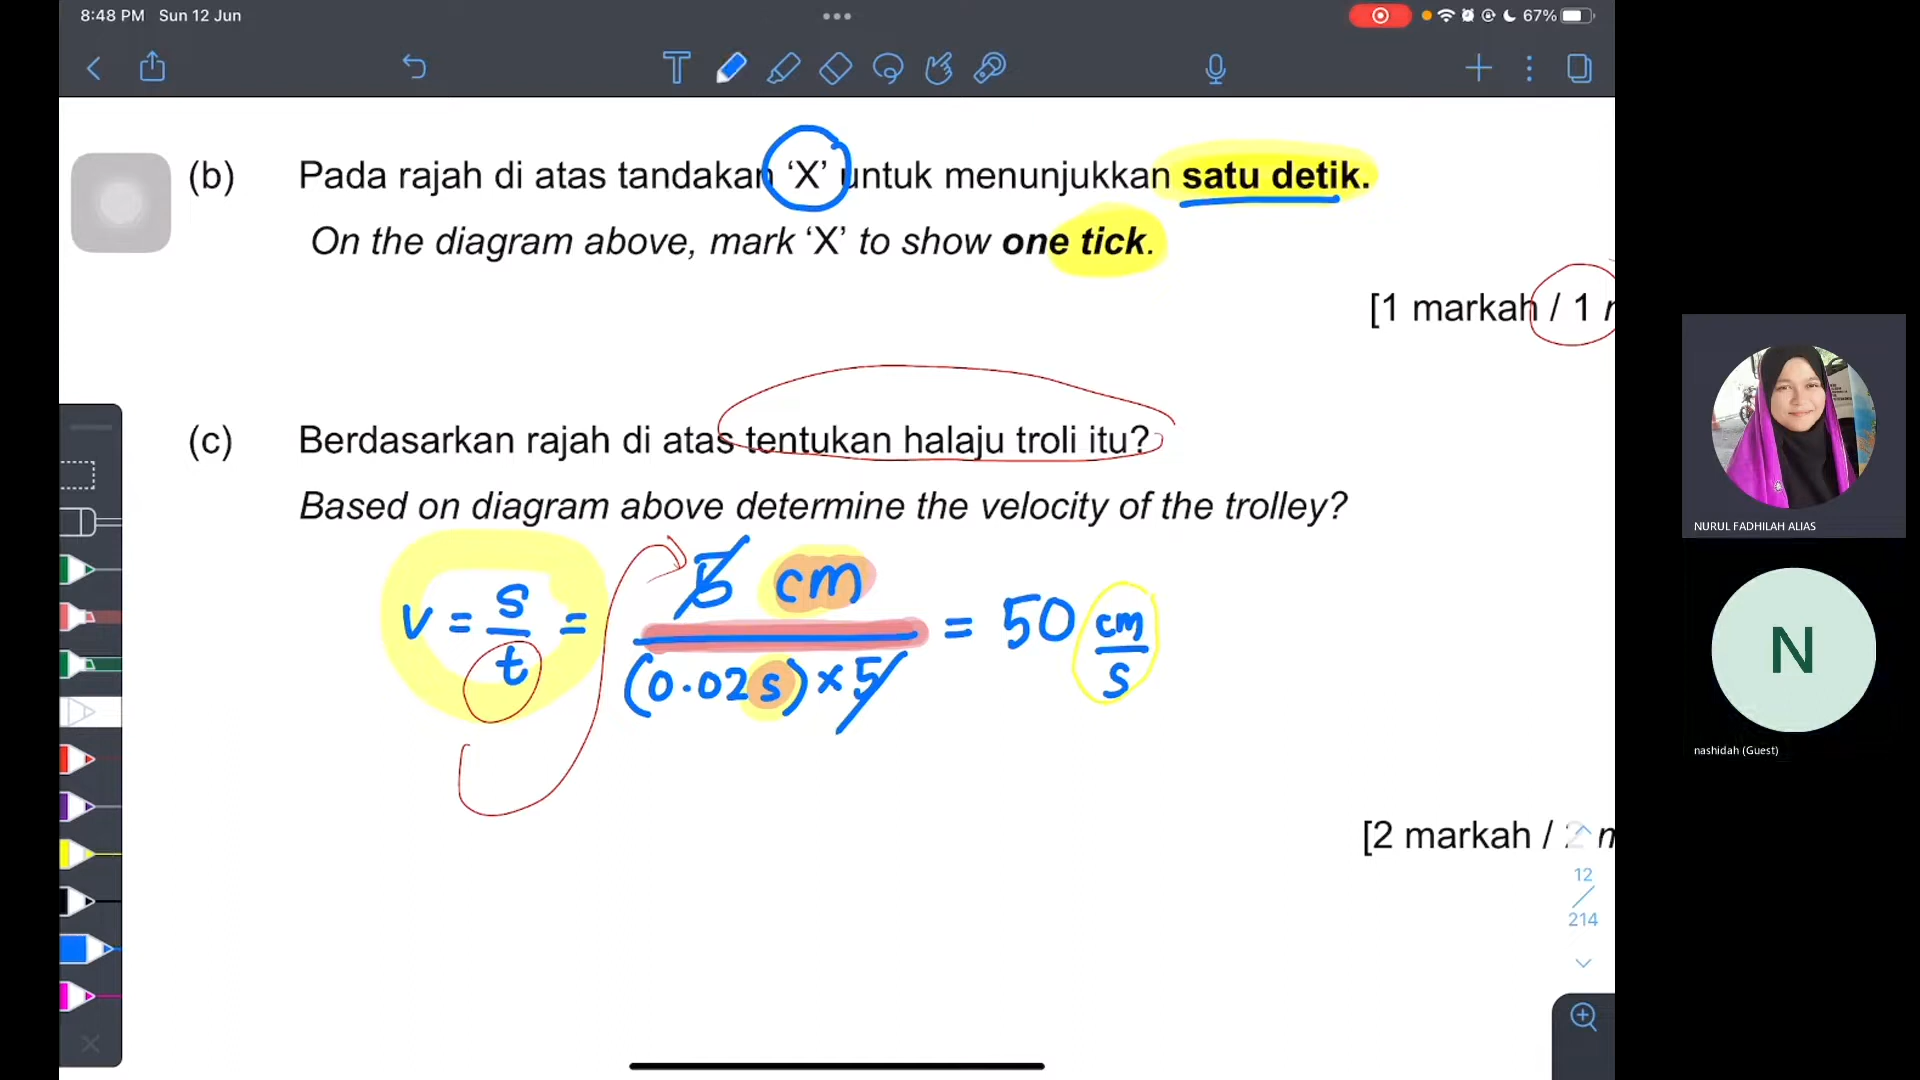 8:48 PM Sun 12 Jun
67%
(b) Pada rajah di atas tandakan ‘X’ untuk menunjukkan satu detik.
On the diagram above, mark ‘X’ to show one tick.
[1 markah / 1
(c) Berdasarkan rajah di atas tentukan halaju troli itu?
Based on diagram above determine the velocity of the trolley?
v = s/t = 5 cm / (0.02 s) × 5 = 50 cm/s
[2 markah / 2
12
214
NURUL FADHILAH ALIAS
N
nashidah (Guest)